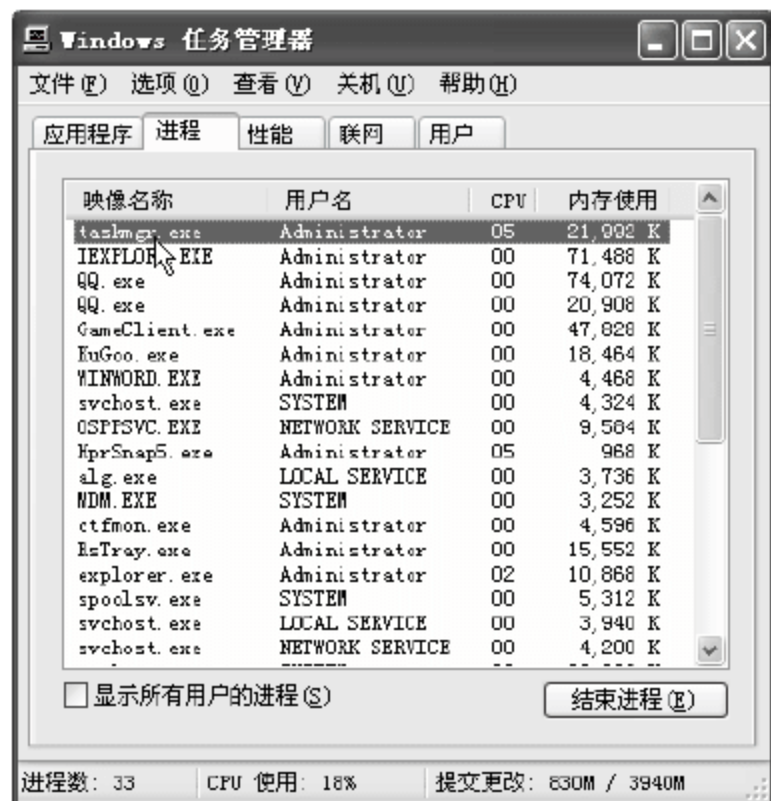 Windows 任务管理器
文件(F) 选项(O) 查看(V) 关机(U) 帮助(H)
应用程序 进程 性能 联网 用户
映像名称 用户名 CPU 内存使用
taskmgr.exe Administrator 05 21,992 K
IEXPLORE.EXE Administrator 00 71,488 K
QQ.exe Administrator 00 74,072 K
QQ.exe Administrator 00 20,908 K
GameClient.exe Administrator 00 47,828 K
KuGoo.exe Administrator 00 18,464 K
WINWORD.EXE Administrator 00 4,468 K
svchost.exe SYSTEM 00 4,324 K
OSPPSVC.EXE NETWORK SERVICE 00 9,584 K
HprSnap5.exe Administrator 05 968 K
alg.exe LOCAL SERVICE 00 3,736 K
MDM.EXE SYSTEM 00 3,252 K
ctfmon.exe Administrator 00 4,596 K
RsTray.exe Administrator 00 15,552 K
explorer.exe Administrator 02 10,868 K
spoolsv.exe SYSTEM 00 5,312 K
svchost.exe LOCAL SERVICE 00 3,940 K
svchost.exe NETWORK SERVICE 00 4,200 K
显示所有用户的进程(S) 结束进程(E)
进程数: 33 CPU 使用: 18% 提交更改: 830M / 3940M